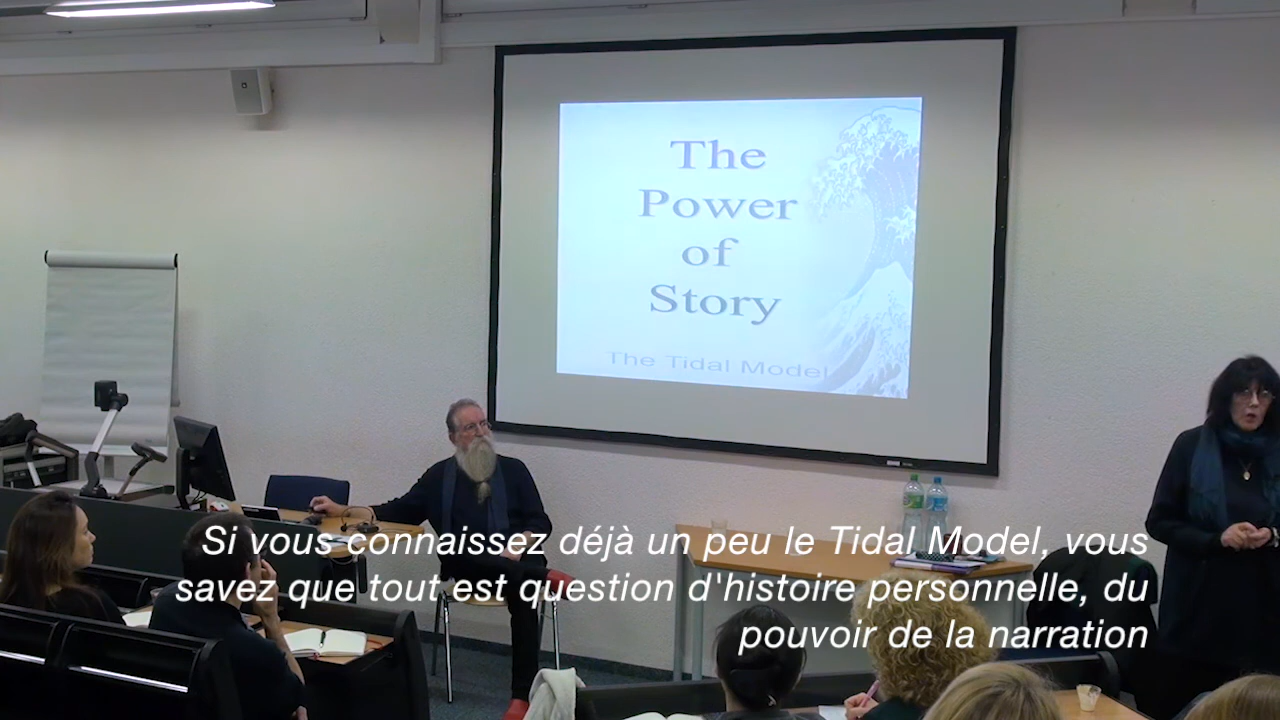 The
Power
of
Story
The Tidal Model
Si vous connaissez déjà un peu le Tidal Model, vous
savez que tout est question d'histoire personnelle, du
pouvoir de la narration